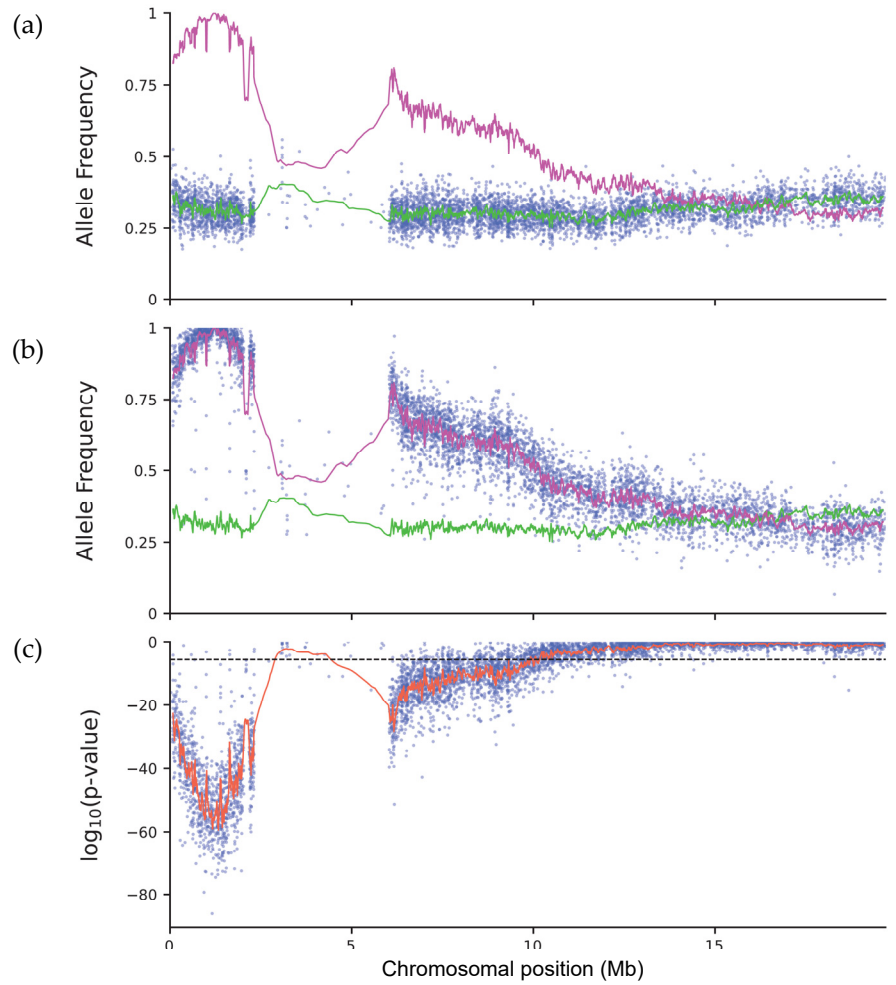 (a)
Allele Frequency
1
0.75
0.5
0.25
0
(b)
Allele Frequency
1
0.75
0.5
0.25
0
(c)
log10(p-value)
0
−20
−40
−60
−80
0
5
10
15
Chromosomal position (Mb)